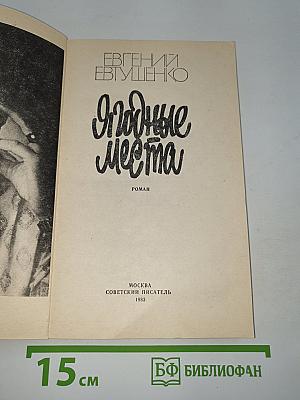 ЕВГЕНИЙ
ЕВТУШЕНКО
ягодные
места
РОМАН
МОСКВА
СОВЕТСКИЙ ПИСАТЕЛЬ
1982
15 см
БФ БИБЛИОФАН